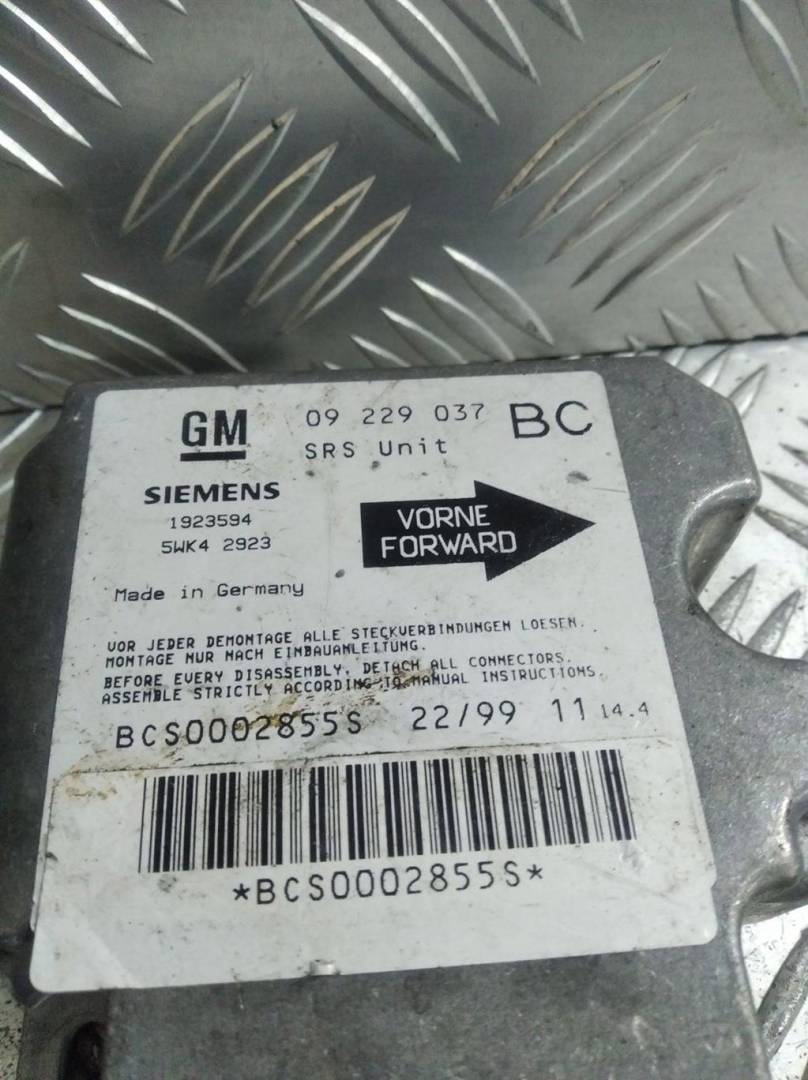 GM 09 229 037 BC
SRS Unit
SIEMENS
1923594
5WK4 2923
VORNE
FORWARD
Made in Germany
VOR JEDER DEMONTAGE ALLE STECKVERBINDUNGEN LOESEN.
MONTAGE NUR NACH EINBAUANLEITUNG.
BEFORE EVERY DISASSEMBLY, DETACH ALL CONNECTORS.
ASSEMBLE STRICTLY ACCORDING TO MANUAL INSTRUCTIONS.
BCS0002855S 22/99 11 14.4
*BCS0002855S*